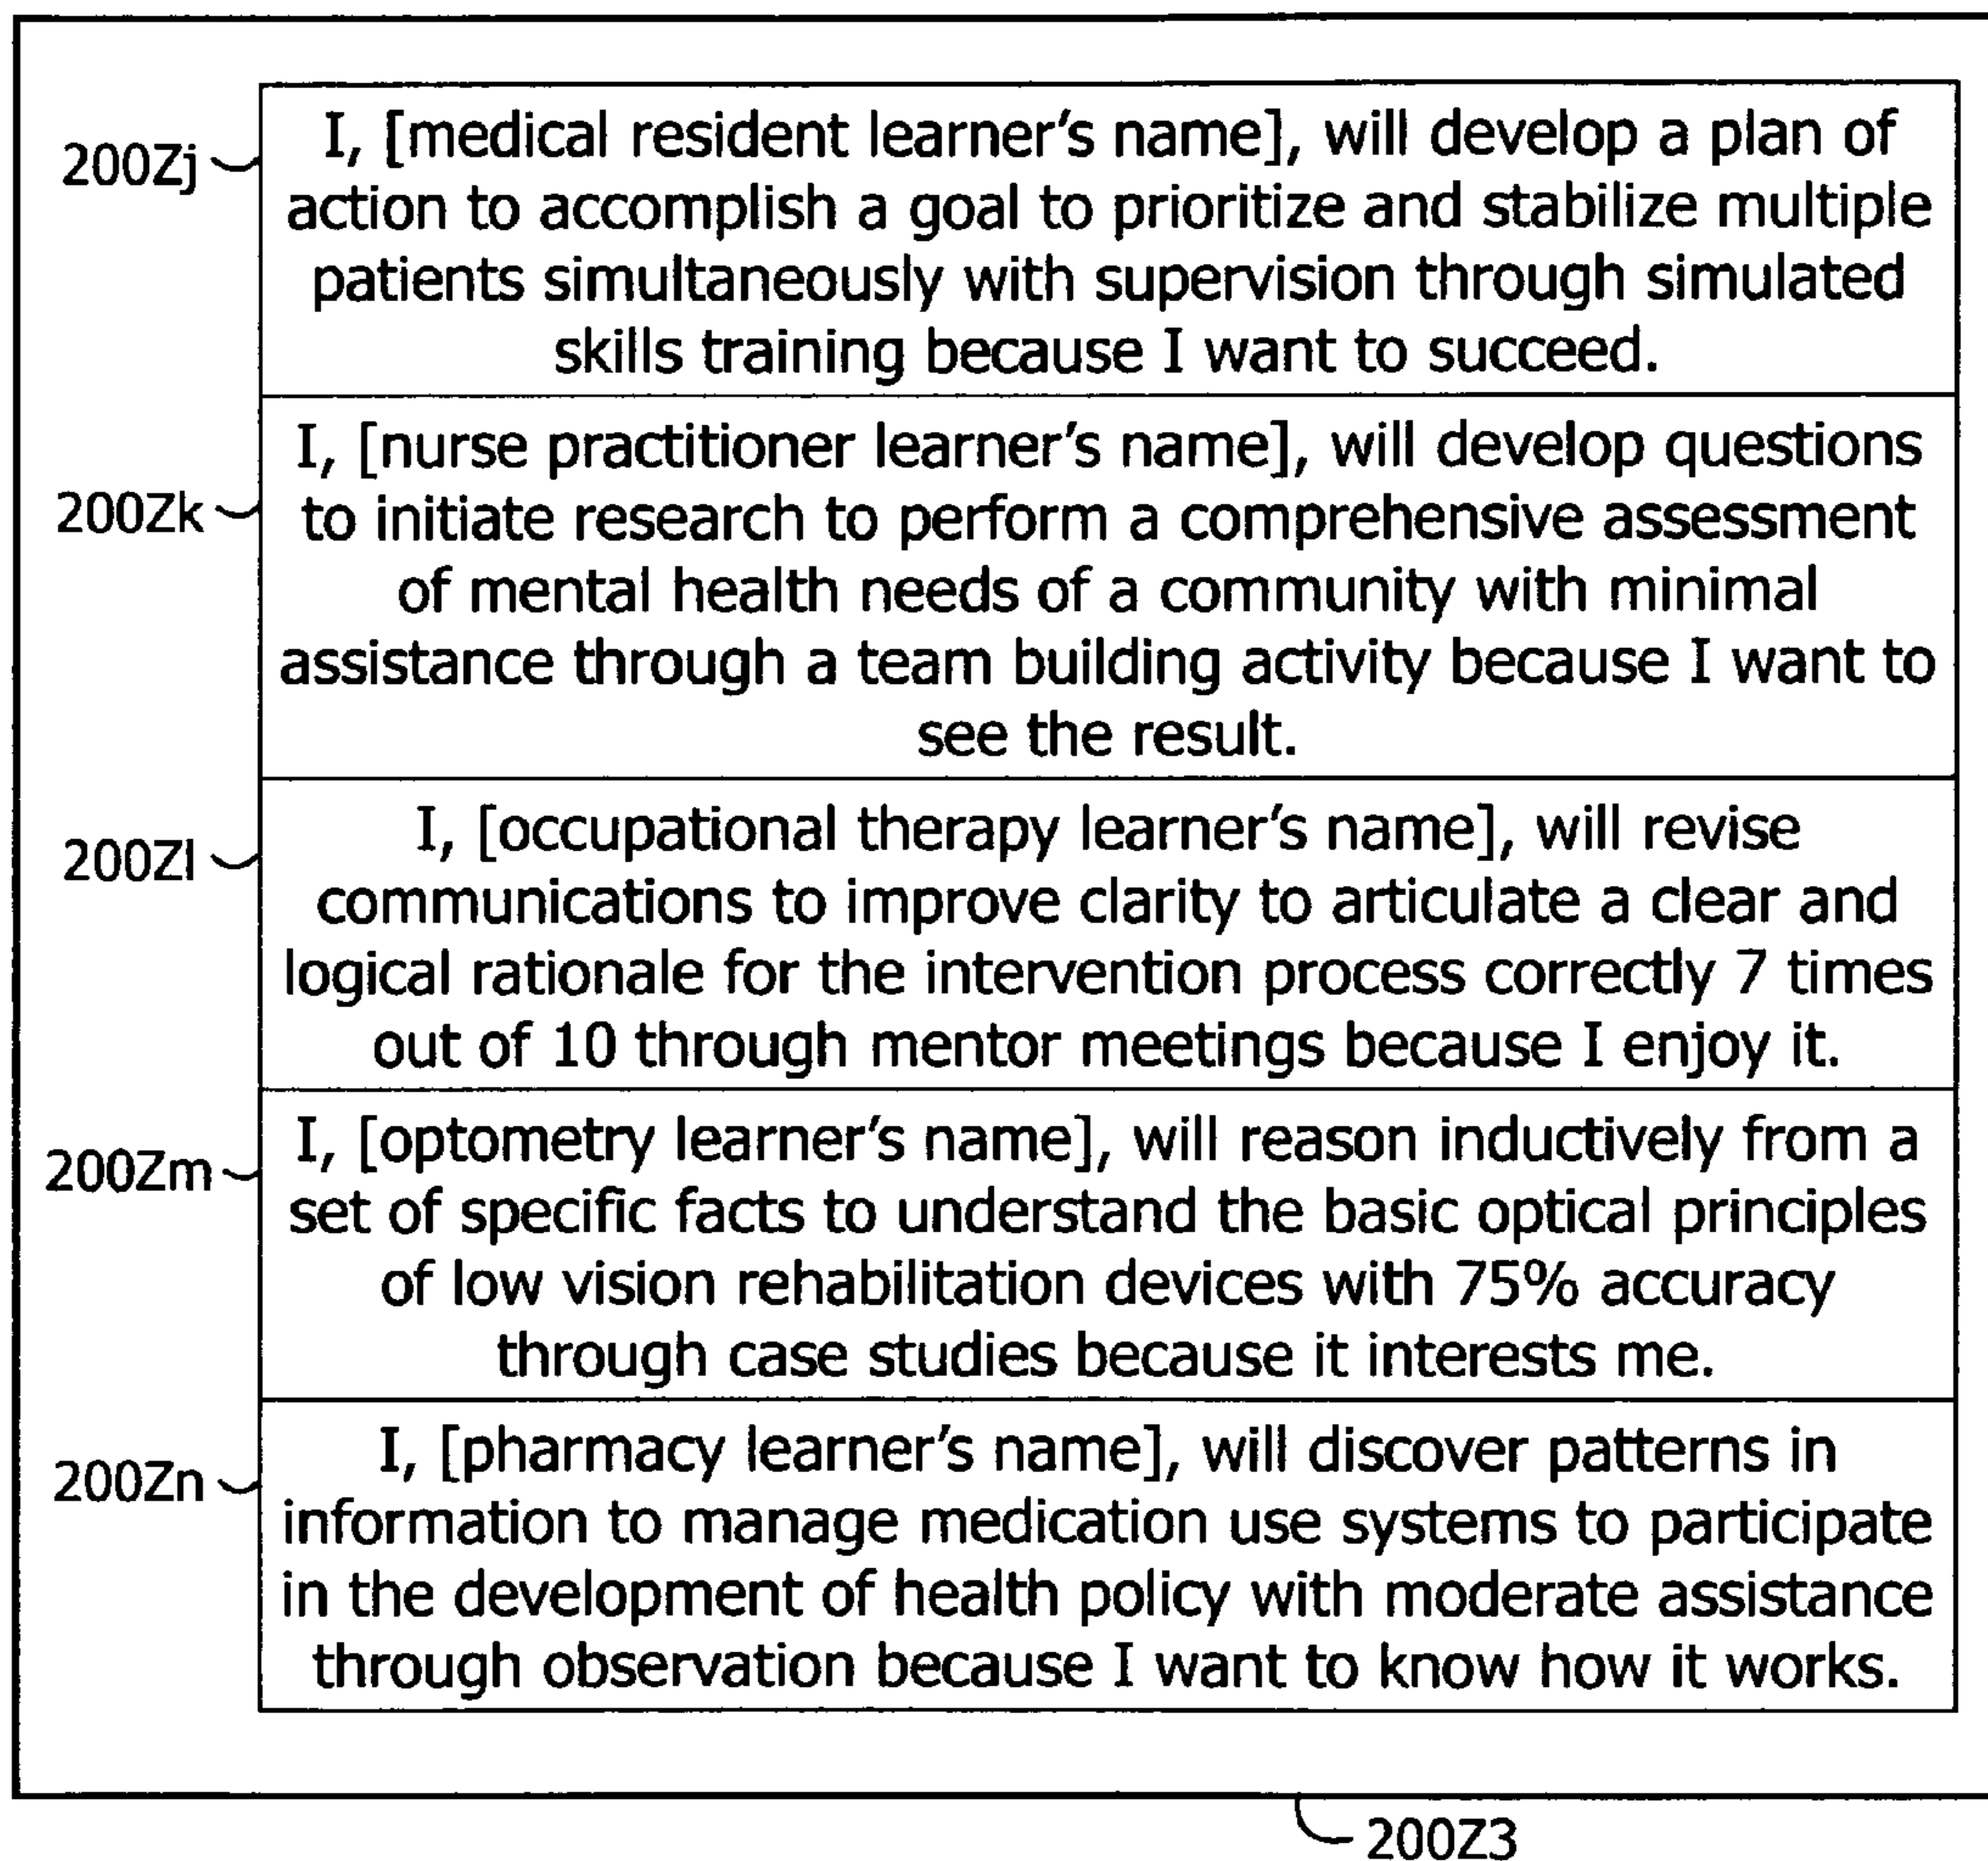 200Zj
I, [medical resident learner's name], will develop a plan of
action to accomplish a goal to prioritize and stabilize multiple
patients simultaneously with supervision through simulated
skills training because I want to succeed.
200Zk
I, [nurse practitioner learner's name], will develop questions
to initiate research to perform a comprehensive assessment
of mental health needs of a community with minimal
assistance through a team building activity because I want to
see the result.
200Zl
I, [occupational therapy learner's name], will revise
communications to improve clarity to articulate a clear and
logical rationale for the intervention process correctly 7 times
out of 10 through mentor meetings because I enjoy it.
200Zm
I, [optometry learner's name], will reason inductively from a
set of specific facts to understand the basic optical principles
of low vision rehabilitation devices with 75% accuracy
through case studies because it interests me.
200Zn
I, [pharmacy learner's name], will discover patterns in
information to manage medication use systems to participate
in the development of health policy with moderate assistance
through observation because I want to know how it works.
200Z3